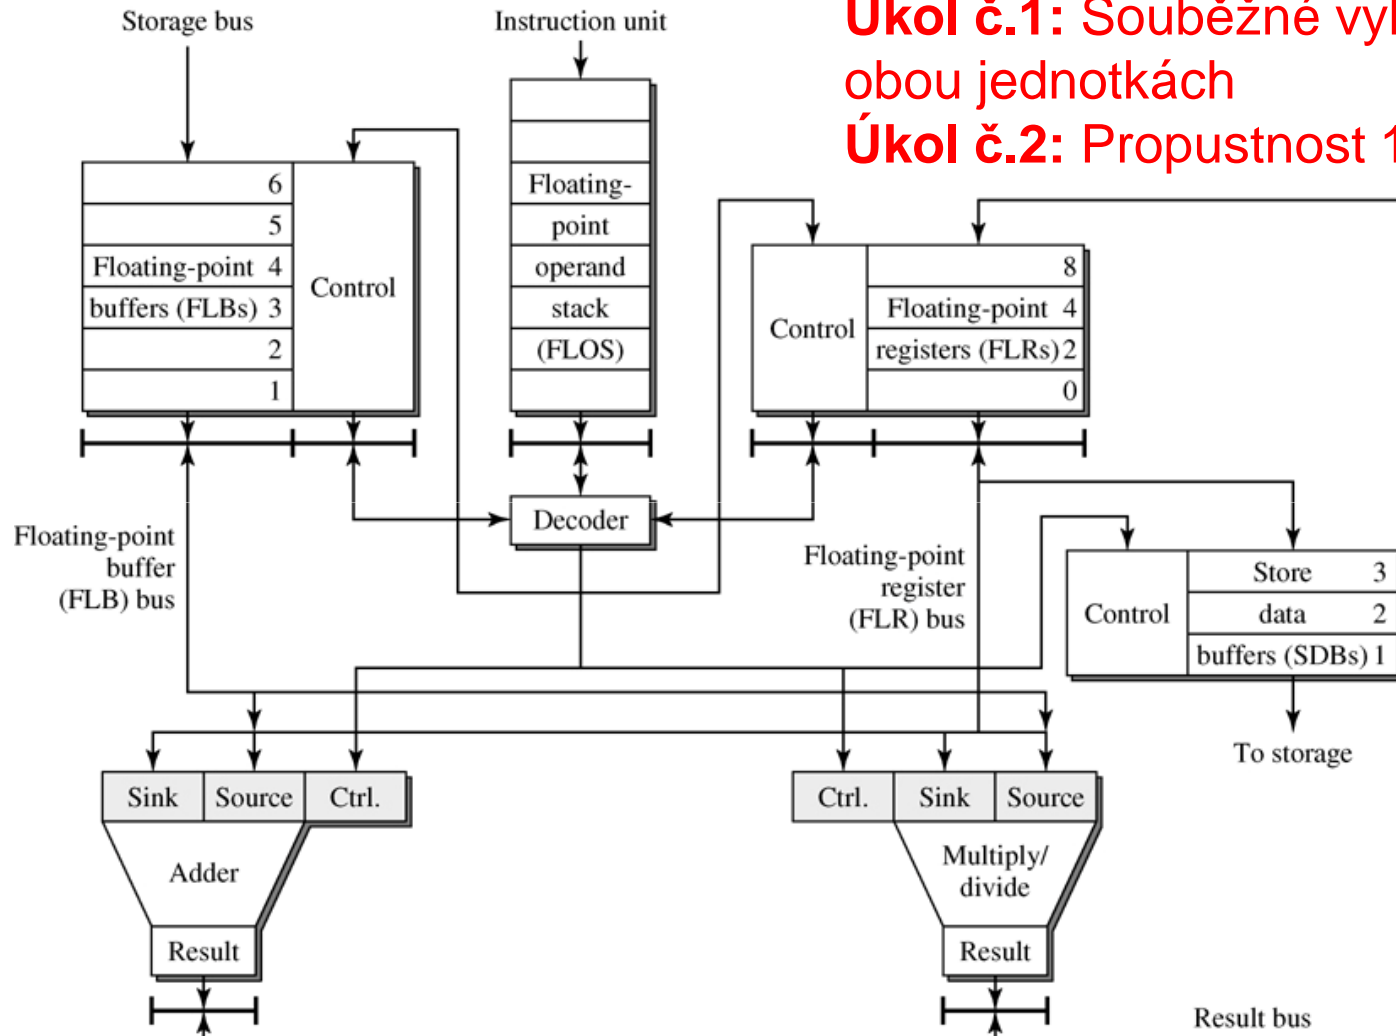 Storage bus
Instruction unit
Úkol č.1: Souběžné
obou jednotkách
Úkol č.2: Propustnost
6
5
Floating-point 4
buffers (FLBs) 3
2
1
Control
Floating-
point
operand
stack
(FLOS)
Control
8
Floating-point 4
registers (FLRs) 2
0
Decoder
Floating-point
buffer
(FLB) bus
Floating-point
register
(FLR) bus
Control
Store 3
data 2
buffers (SDBs) 1
To storage
Sink Source Ctrl.
Adder
Result
Ctrl. Sink Source
Multiply/
divide
Result
Result bus